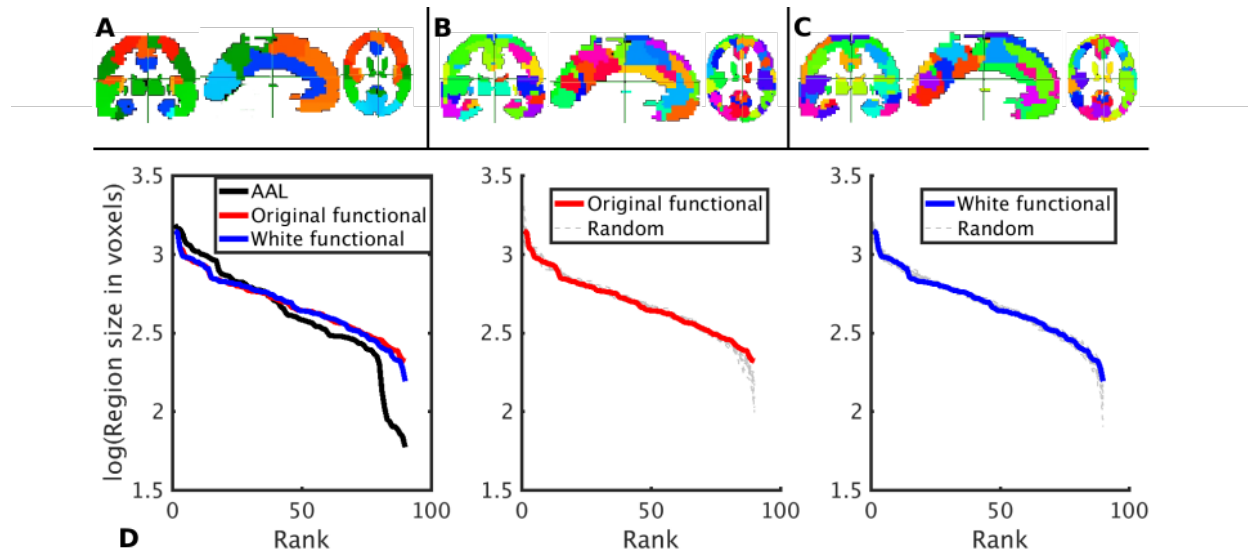 A
B
C
log(Region size in voxels)
3.5
3
2.5
2
1.5
0
50
100
Rank
AAL
Original functional
White functional
3.5
3
2.5
2
1.5
0
50
100
Rank
Original functional
Random
3.5
3
2.5
2
1.5
0
50
100
Rank
White functional
Random
D